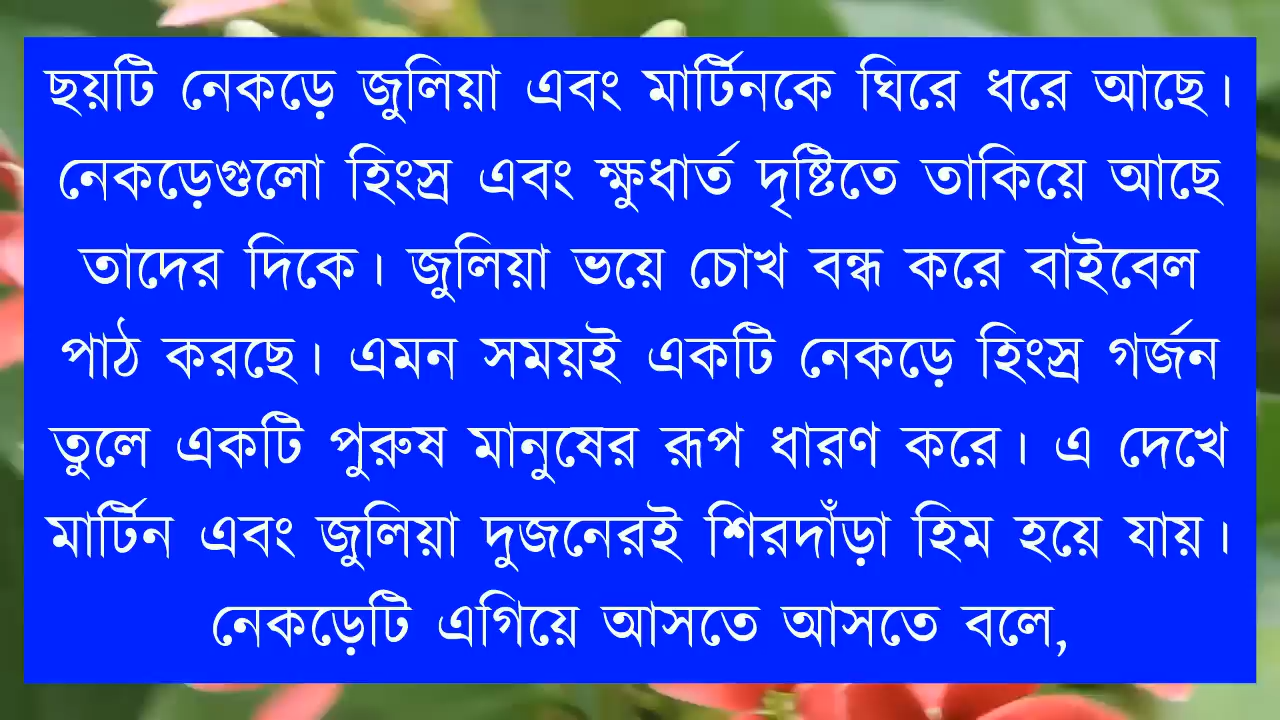 ছয়টি নেকড়ে জুলিয়া এবং মার্টিনকে ঘিরে ধরে আছে।
নেকড়েগুলো হিংস্র এবং ক্ষুধার্ত দৃষ্টিতে তাকিয়ে আছে
তাদের দিকে। জুলিয়া ভয়ে চোখ বন্ধ করে বাইবেল
পাঠ করছে। এমন সময়ই একটি নেকড়ে হিংস্র গর্জন
তুলে একটি পুরুষ মানুষের রূপ ধারণ করে। এ দেখে
মার্টিন এবং জুলিয়া দুজনেরই শিরদাঁড়া হিম হয়ে যায়।
নেকড়েটি এগিয়ে আসতে আসতে বলে,